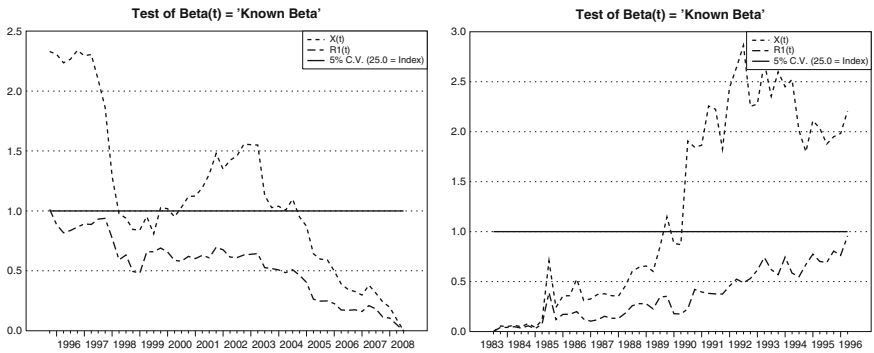 Test of Beta(t) = 'Known Beta'
2.5
2.0
1.5
1.0
0.5
0.0
X(t)
R1(t)
5% C.V. (25.0 = Index)
1996 1997 1998 1999 2000 2001 2002 2003 2004 2005 2006 2007 2008
Test of Beta(t) = 'Known Beta'
3.0
2.5
2.0
1.5
1.0
0.5
0.0
X(t)
R1(t)
5% C.V. (25.0 = Index)
1983 1984 1985 1986 1987 1988 1989 1990 1991 1992 1993 1994 1995 1996